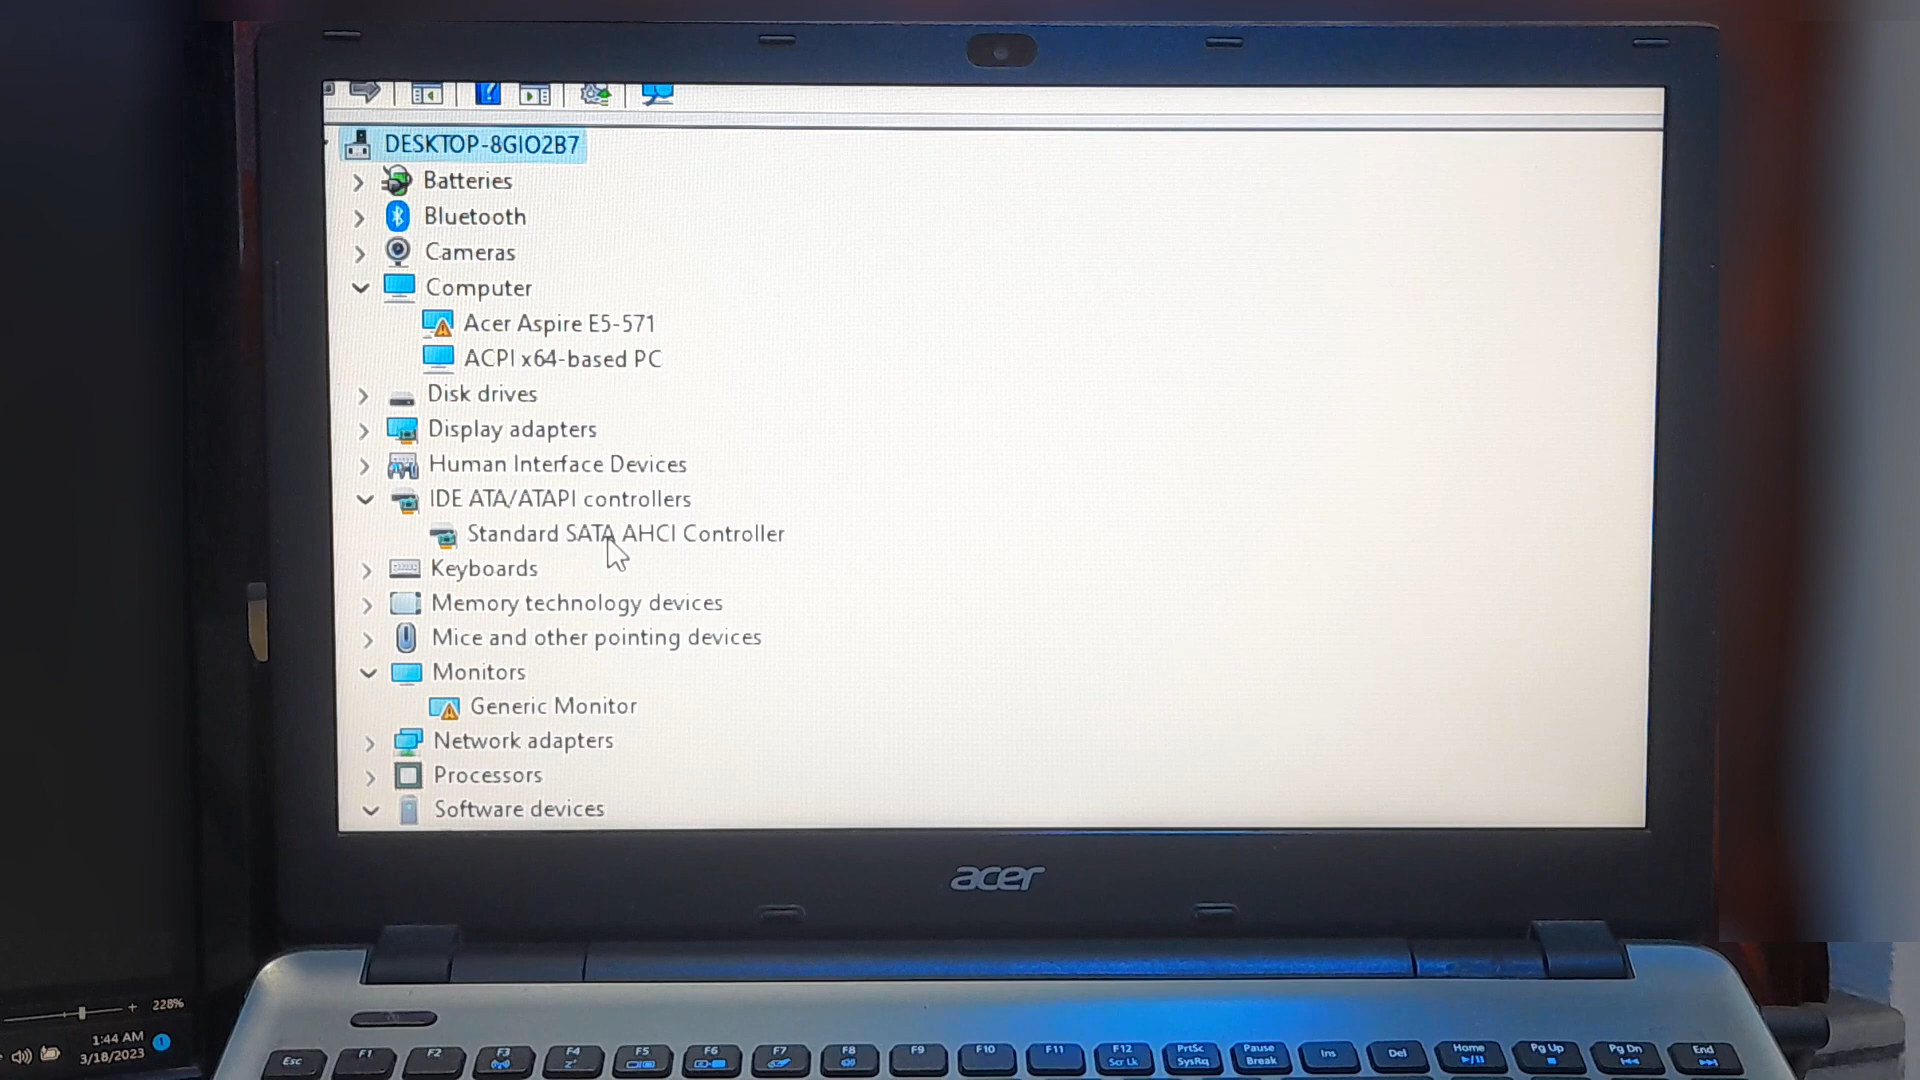 DESKTOP-8GIO2B7
Batteries
Bluetooth
Cameras
Computer
Acer Aspire E5-571
ACPI x64-based PC
Disk drives
Display adapters
Human Interface Devices
IDE ATA/ATAPI controllers
Standard SATA AHCI Controller
Keyboards
Memory technology devices
Mice and other pointing devices
Monitors
Generic Monitor
Network adapters
Processors
Software devices
acer
228%
1:44 AM
3/18/2023
1
Esc F1 F2 F3 F4 F5 F6 F7 F8 F9 F10 F11 F12 PrtSc Pause Ins Del Home Pg Up Pg Dn End
Scr Lk SysRq Break